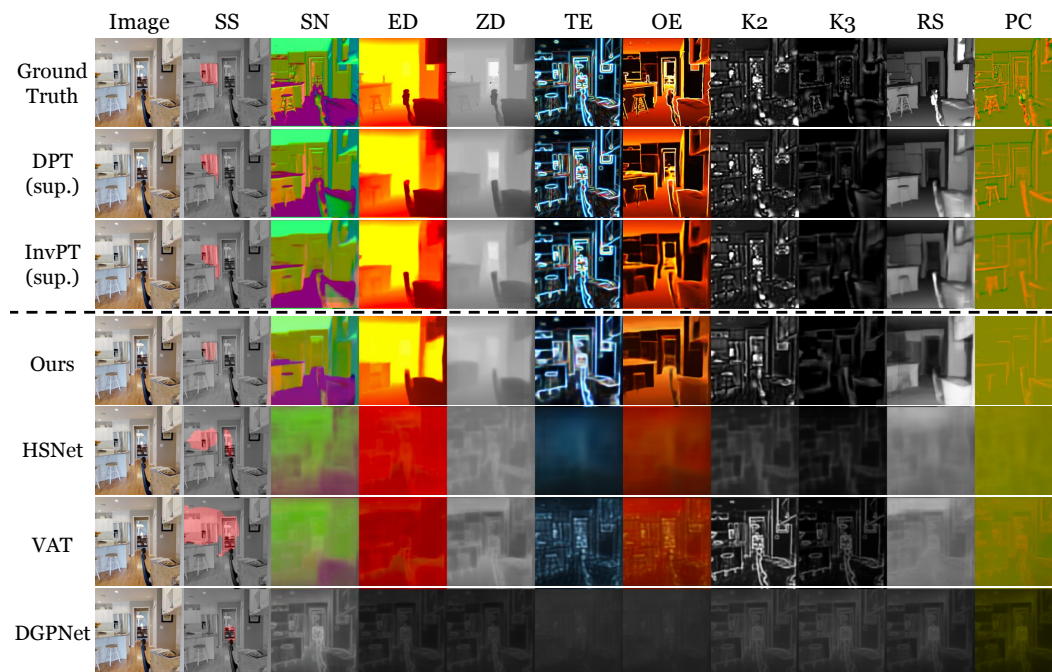 Image SS SN ED ZD TE OE K2 K3 RS PC
Ground
Truth
DPT
(sup.)
InvPT
(sup.)
Ours
HSNet
VAT
DGPNet